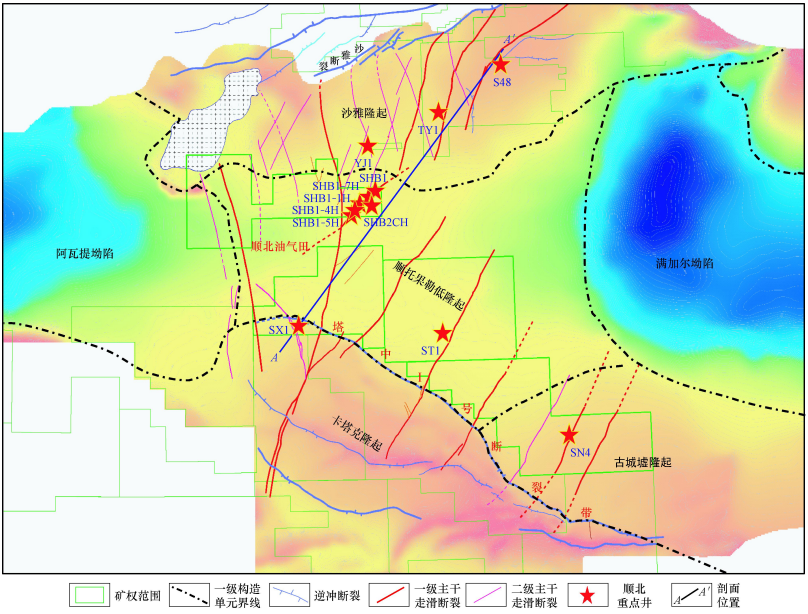 沙雅断裂
A'
S48
沙雅隆起
TY1
YJ1
SHB1
SHB1-7H
SHB1-1H
SHB1-4H
SHB1-5H
SHB2CH
顺北油气田
阿瓦提坳陷
满加尔坳陷
顺托果勒低隆起
SX1
A
ST1
塔中Ⅰ号断裂带
卡塔克隆起
SN4
古城墟隆起
矿权范围
一级构造
单元界线
逆冲断裂
一级主干
走滑断裂
二级主干
走滑断裂
顺北
重点井
A A'
剖面
位置